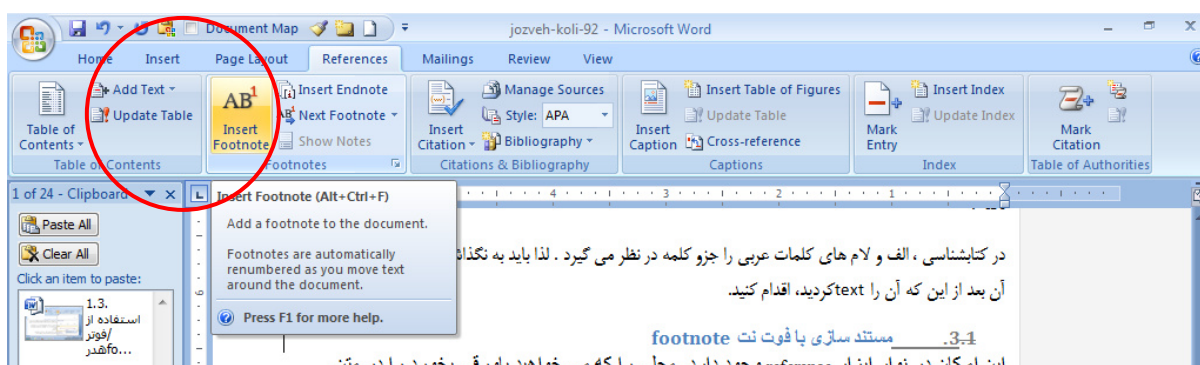 Document Map
jozveh-koli-92 - Microsoft Word
Home Insert Page Layout References Mailings Review View
Table of Contents
Add Text
Update Table
Table of Contents
AB1 Insert Footnote
Insert Endnote
Next Footnote
Show Notes
Footnotes
Insert Citation
Manage Sources
Style: APA
Bibliography
Citations & Bibliography
Insert Caption
Insert Table of Figures
Update Table
Cross-reference
Captions
Mark Entry
Insert Index
Update Index
Index
Mark Citation
Table of Authorities
1 of 24 - Clipboard
Paste All
Clear All
Click an item to paste:
1.3.
استفاده از
فوتر/
هدرfo...
Insert Footnote (Alt+Ctrl+F)
Add a footnote to the document.
Footnotes are automatically
renumbered as you move text
around the document.
Press F1 for more help.
4 3 2 1
در کتابشناسی ، الف و لام های کلمات عربی را جزو کلمه در نظر می گیرد . لذا باید به
آن بعد از این که آن را textکردید، اقدام کنید.
3.1. مستند سازی با فوت نت footnote